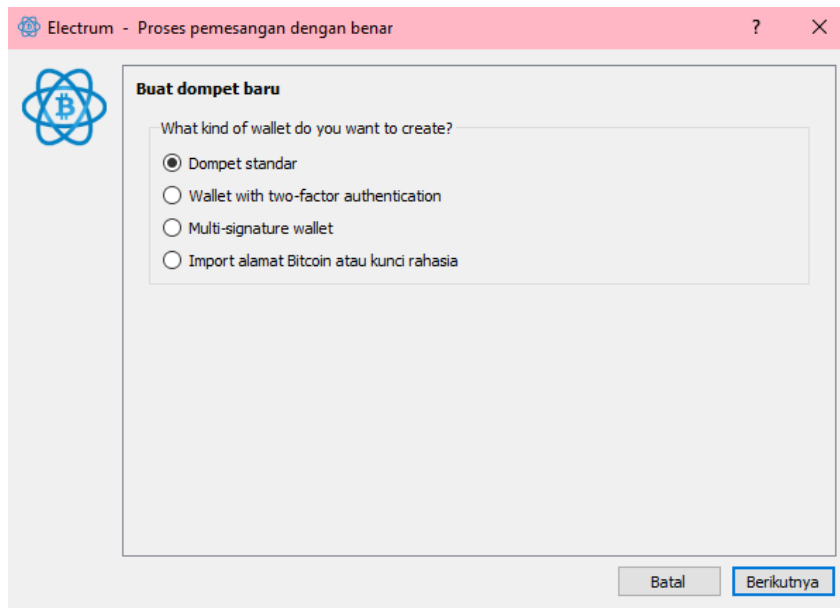 Electrum - Proses pemesangan dengan benar
Buat dompet baru
What kind of wallet do you want to create?
Dompet standar
Wallet with two-factor authentication
Multi-signature wallet
Import alamat Bitcoin atau kunci rahasia
Batal Berikutnya